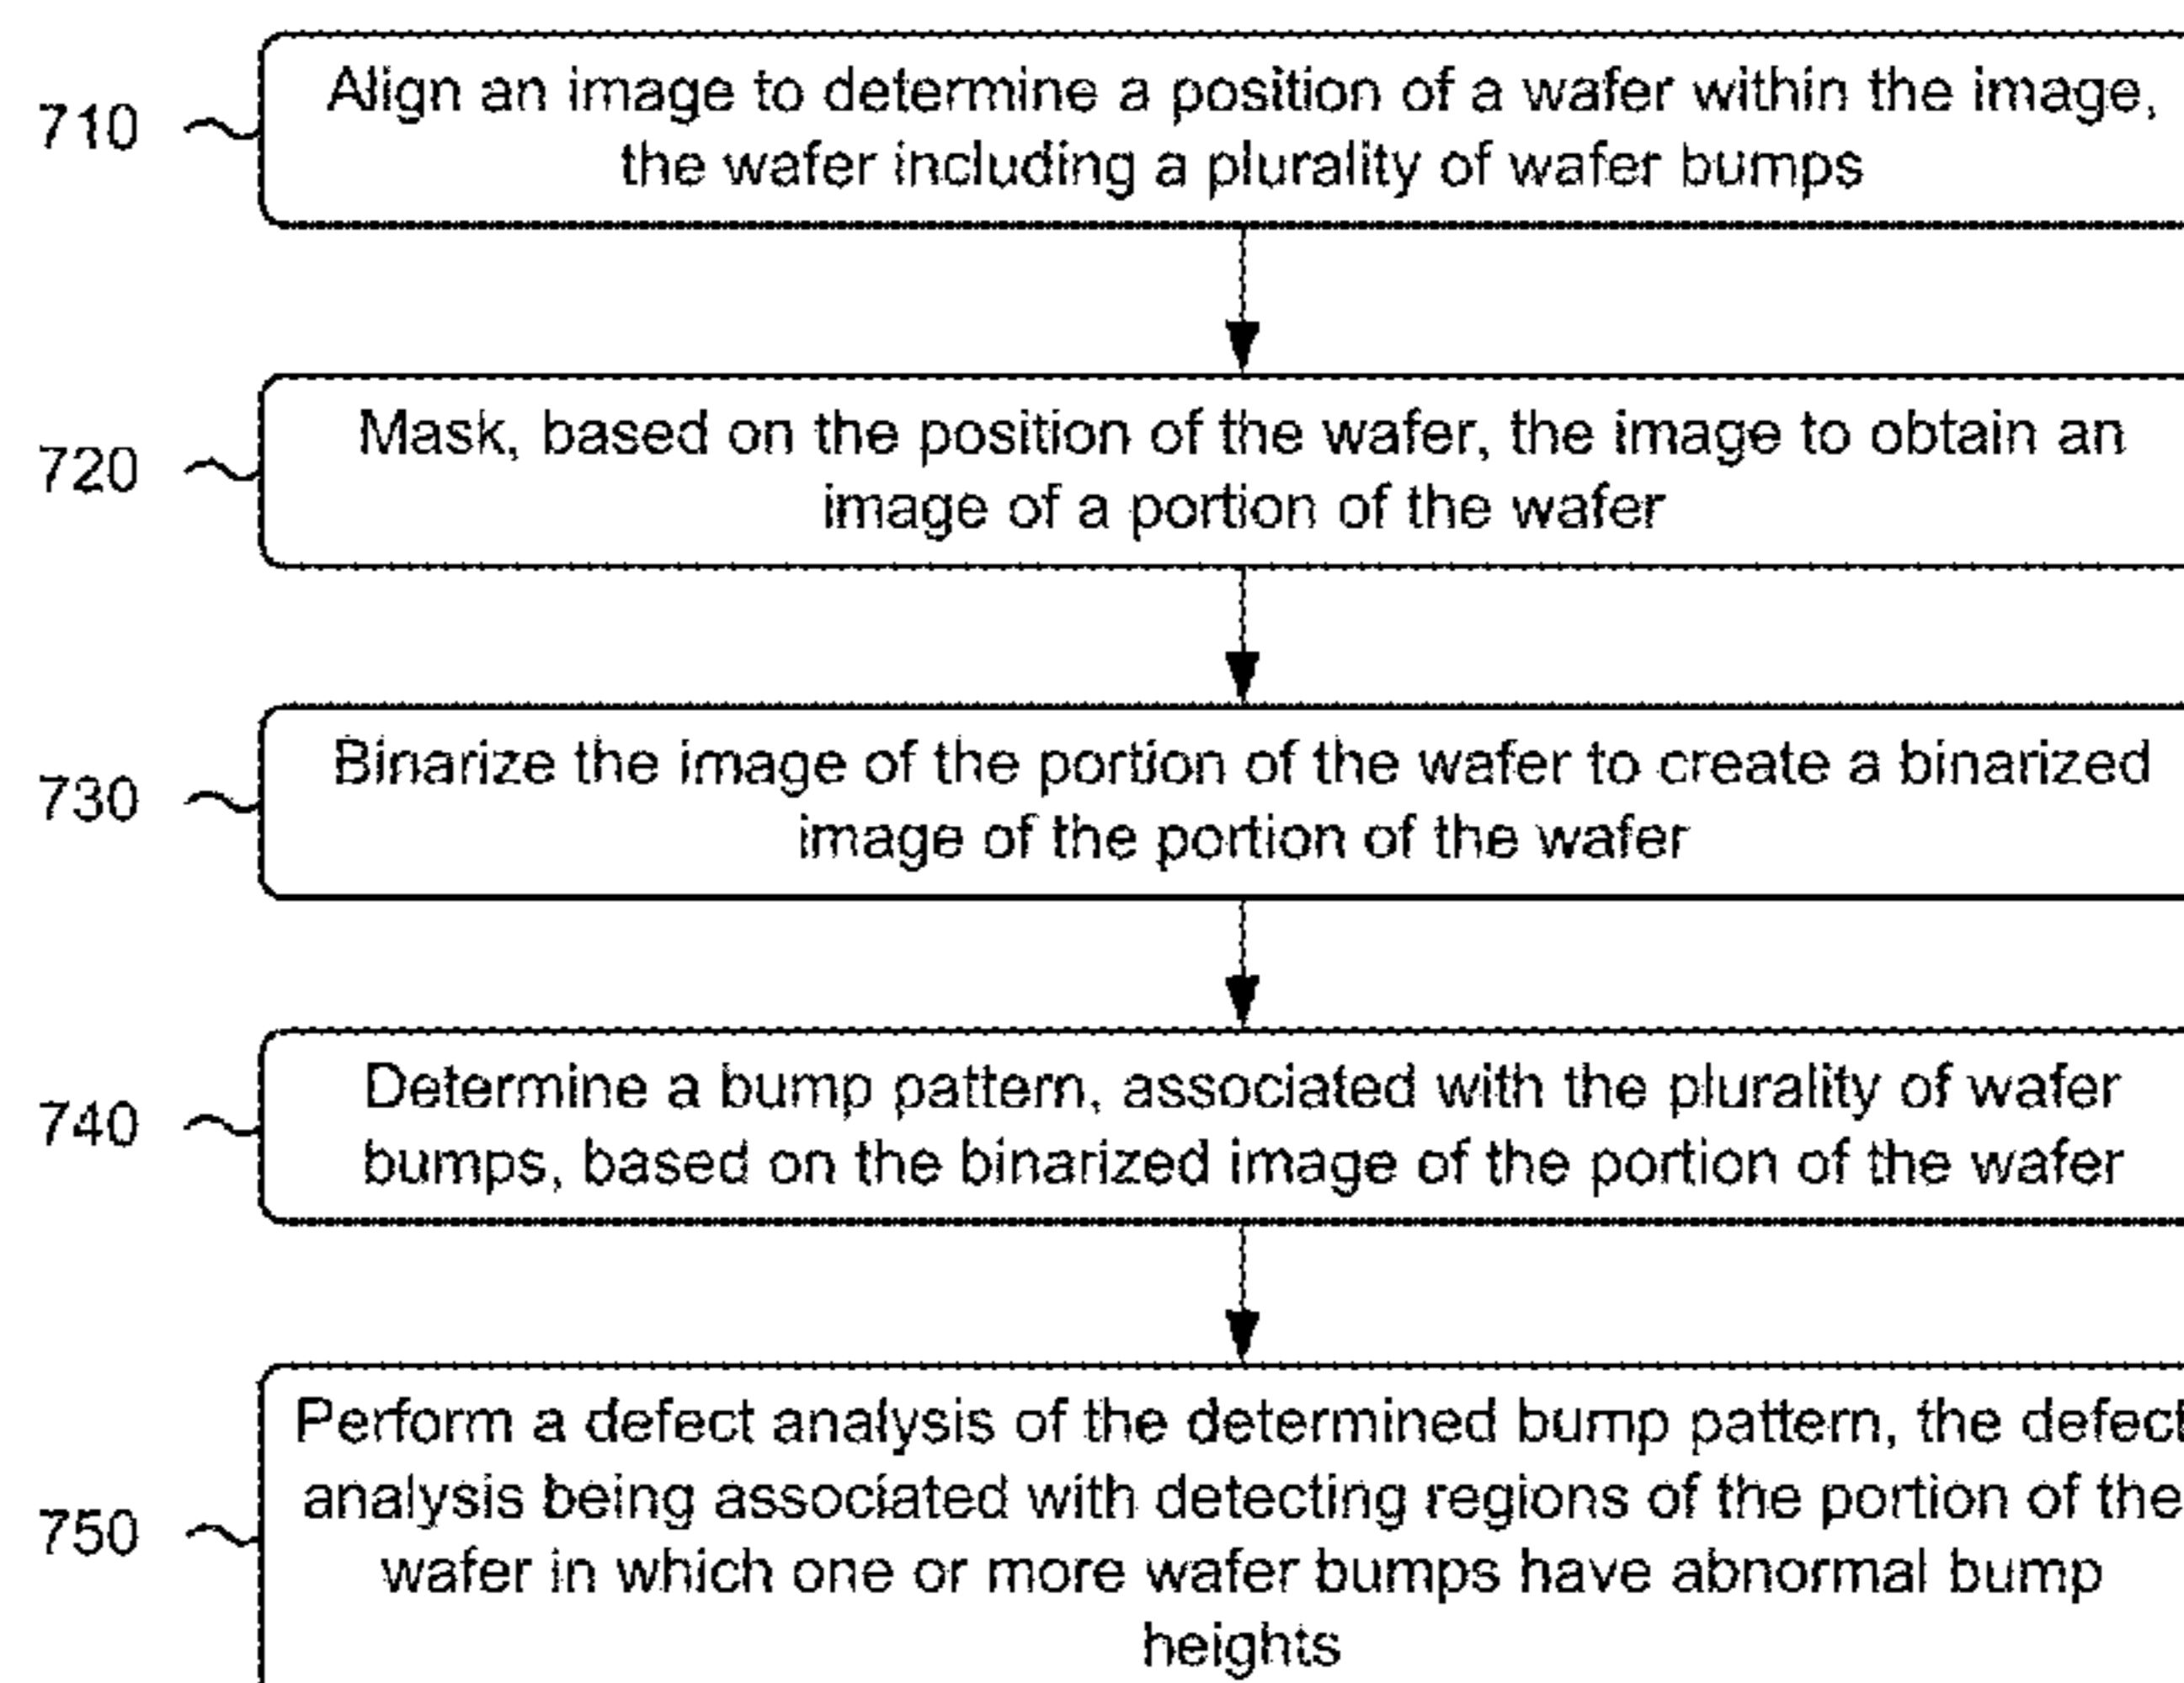 710
Align an image to determine a position of a wafer within the image,
the wafer including a plurality of wafer bumps
720
Mask, based on the position of the wafer, the image to obtain an
image of a portion of the wafer
730
Binarize the image of the portion of the wafer to create a binarized
image of the portion of the wafer
740
Determine a bump pattern, associated with the plurality of wafer
bumps, based on the binarized image of the portion of the wafer
750
Perform a defect analysis of the determined bump pattern, the defect
analysis being associated with detecting regions of the portion of the
wafer in which one or more wafer bumps have abnormal bump
heights